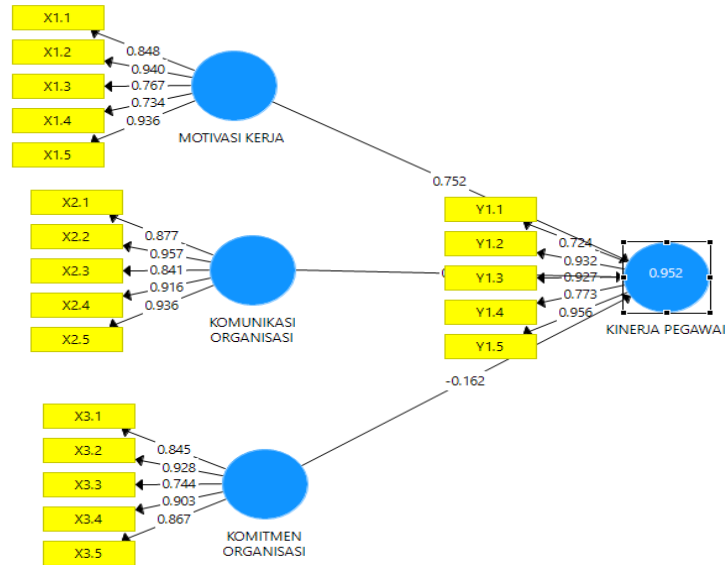 X1.1
X1.2
X1.3
X1.4
X1.5
0.848
0.940
0.767
0.734
0.936
MOTIVASI KERJA
0.752
X2.1
X2.2
X2.3
X2.4
X2.5
0.877
0.957
0.841
0.916
0.936
KOMUNIKASI
ORGANISASI
Y1.1
Y1.2
Y1.3
Y1.4
Y1.5
0.724
0.932
0.927
0.773
0.956
0.952
KINERJA PEGAWAI
-0.162
X3.1
X3.2
X3.3
X3.4
X3.5
0.845
0.928
0.744
0.903
0.867
KOMITMEN
ORGANISASI